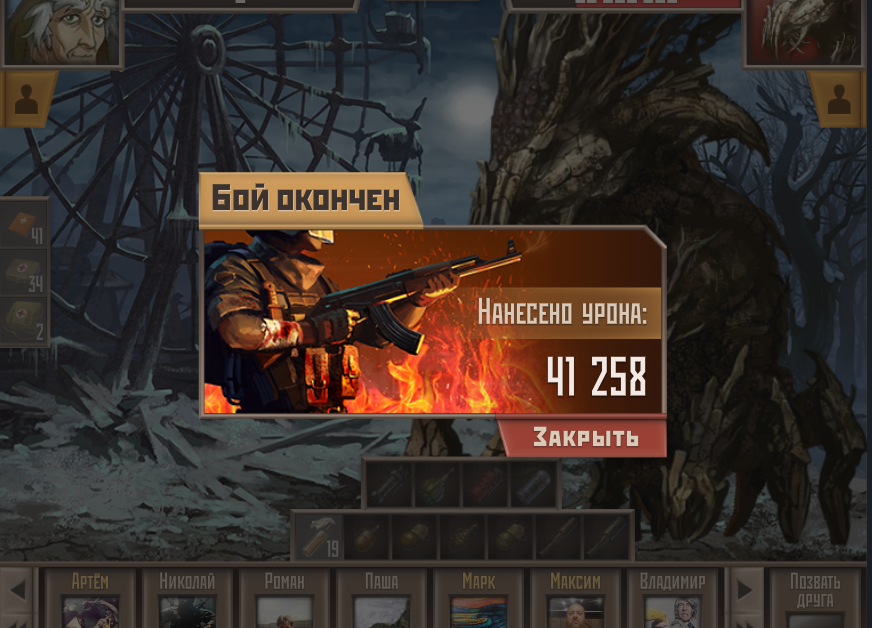 Бой окончен
41
34
2
Нанесено урона:
41 258
Закрыть
19
Артём Николай Роман Паша Марк Максим Владимир Позвать
друга